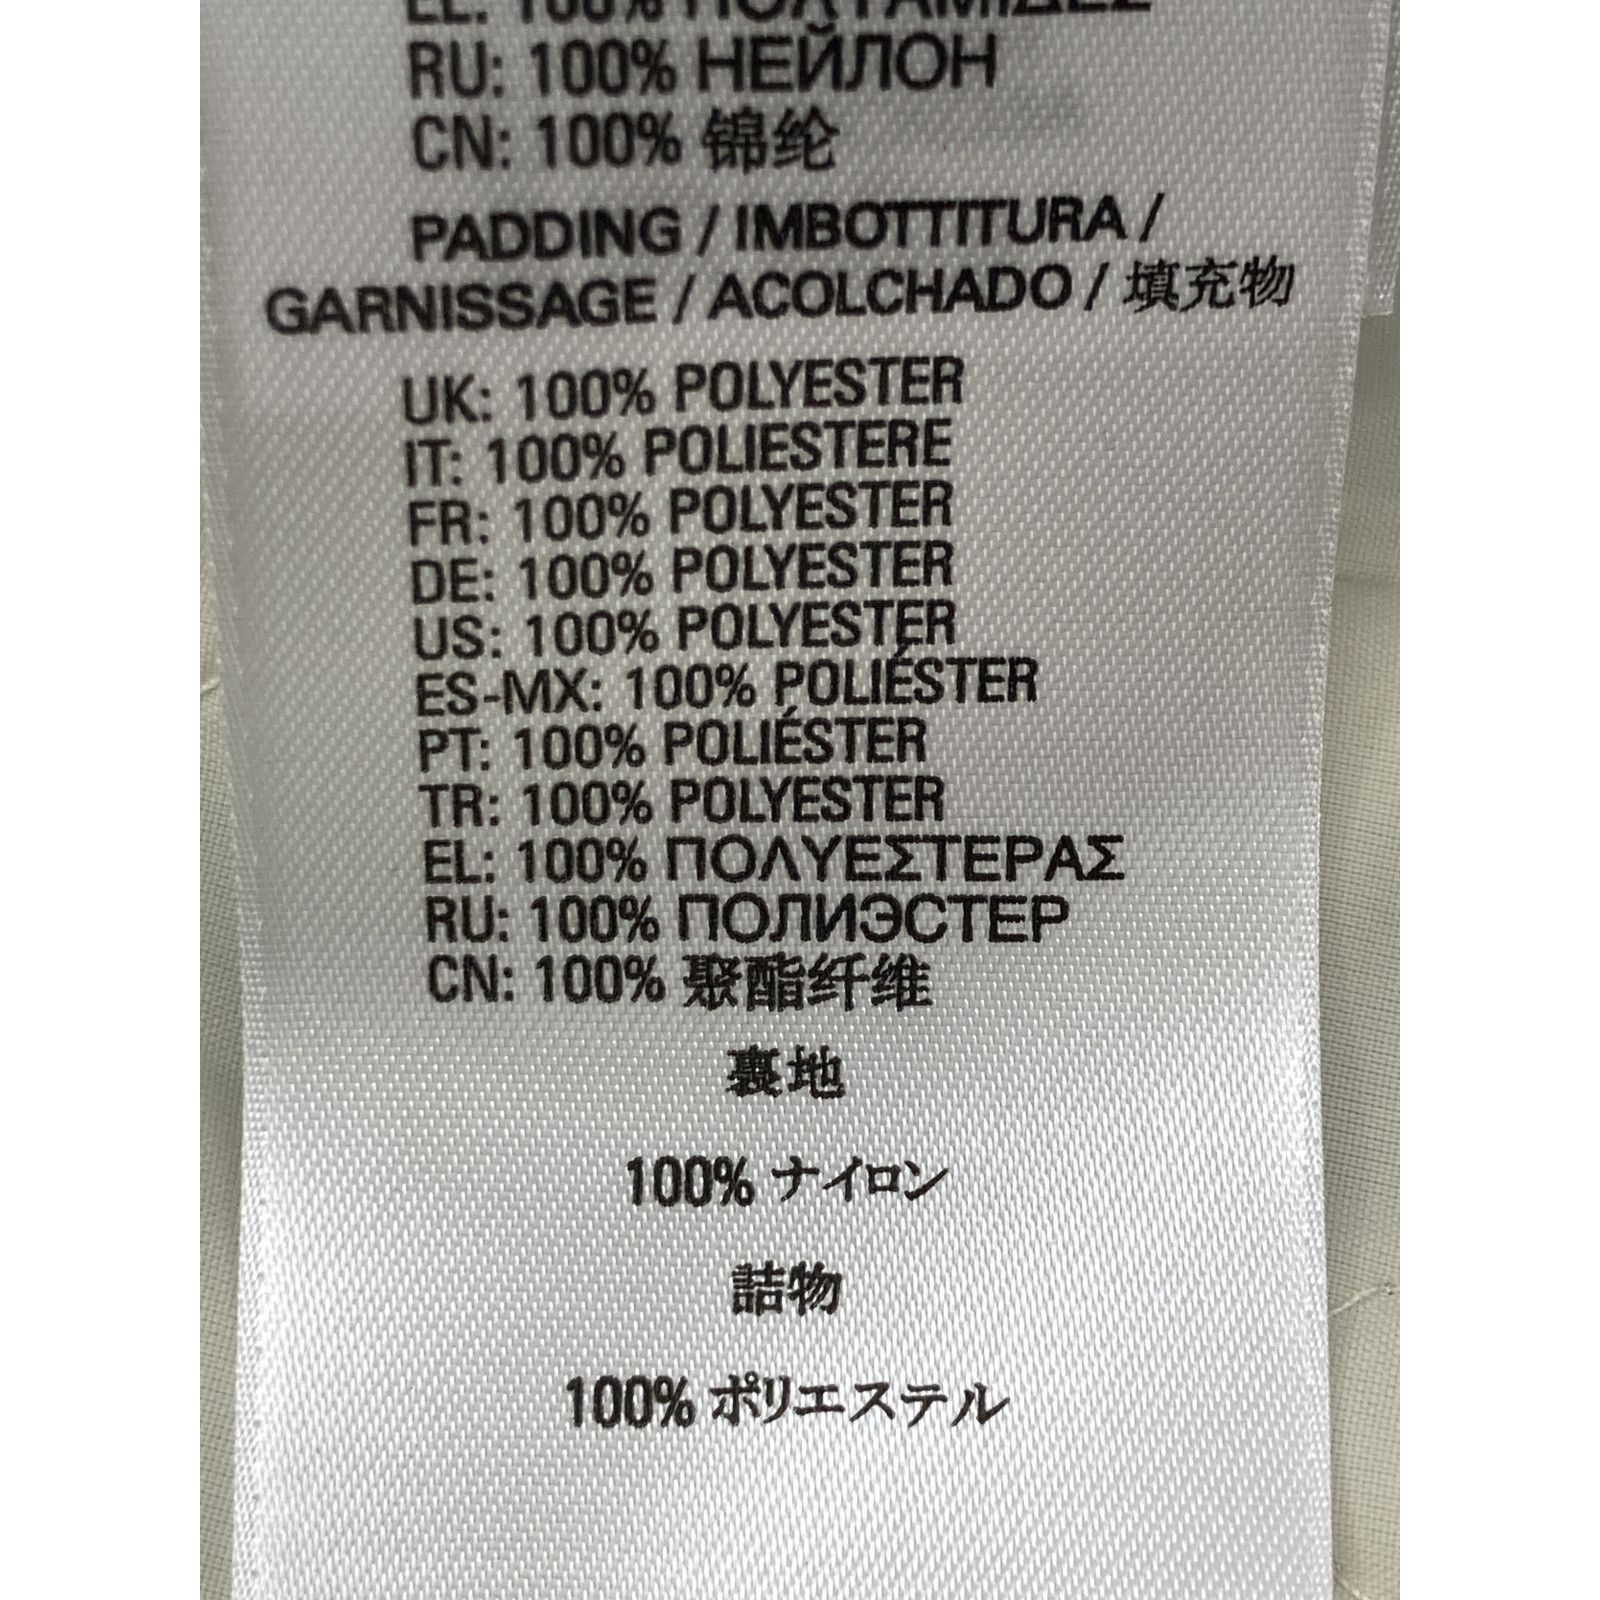 EL: 100% ΠΟΛΥΑΜΙΔΕΣ
RU: 100% НЕЙЛОН
CN: 100% 锦纶
PADDING / IMBOTTITURA /
GARNISSAGE / ACOLCHADO / 填充物
UK: 100% POLYESTER
IT: 100% POLIESTERE
FR: 100% POLYESTER
DE: 100% POLYESTER
US: 100% POLYESTER
ES-MX: 100% POLIÉSTER
PT: 100% POLIÉSTER
TR: 100% POLYESTER
EL: 100% ΠΟΛΥΕΣΤΕΡΑΣ
RU: 100% ПОЛИЭСТЕР
CN: 100% 聚酯纤维
裏地
100% ナイロン
詰物
100% ポリエステル